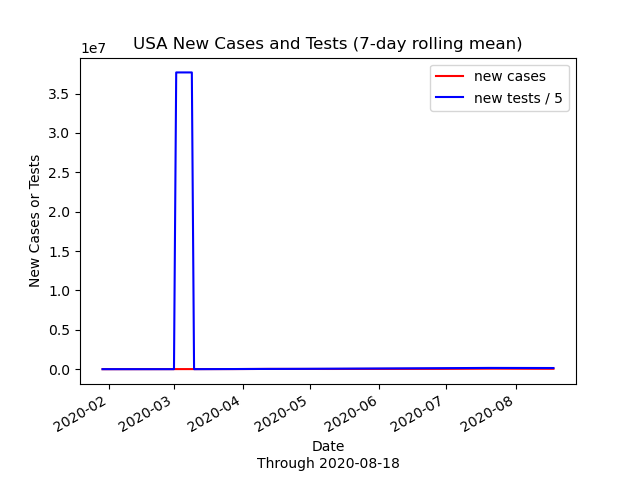 USA New Cases and Tests (7-day rolling mean)
1e7
new cases
new tests / 5
3.5
3.0
2.5
2.0
1.5
1.0
0.5
0.0
New Cases or Tests
2020-02
2020-03
2020-04
2020-05
2020-06
2020-07
2020-08
Date
Through 2020-08-18